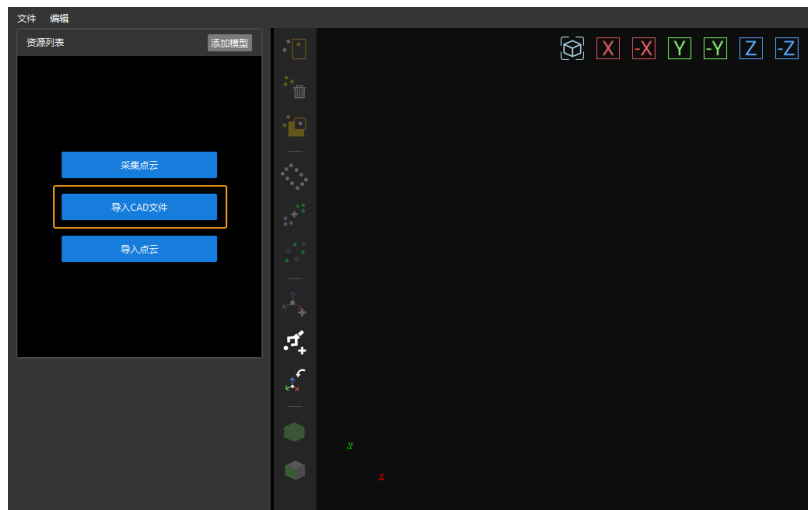 文件 编辑
资源列表 添加模型
X -X Y -Y Z -Z
采集点云
导入CAD文件
导入点云
x
x